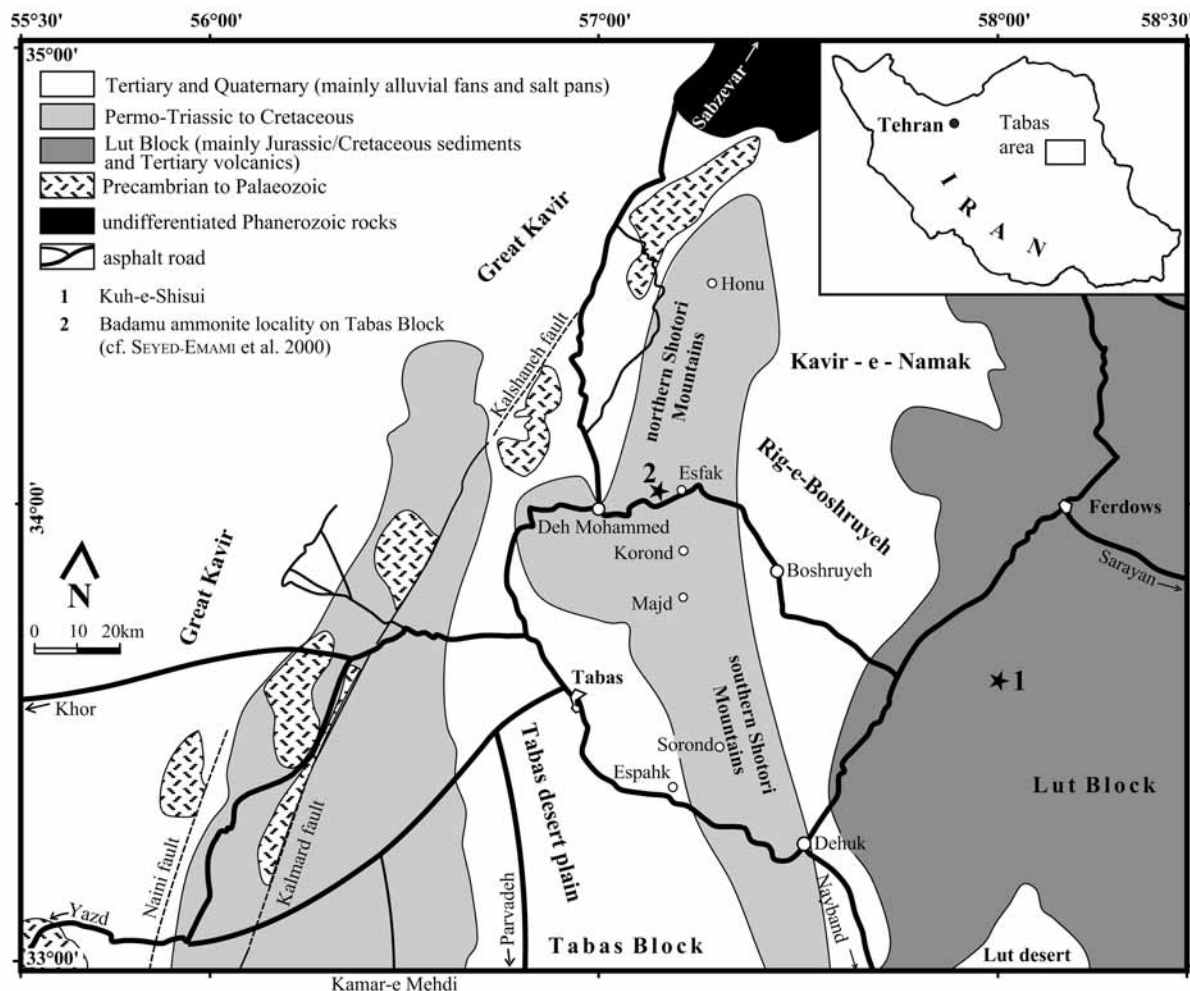 55°30'
56°00'
57°00'
58°00'
58°30'
35°00'
Tertiary and Quaternary (mainly alluvial fans and salt pans)
Permo-Triassic to Cretaceous
Lut Block (mainly Jurassic/Cretaceous sediments
and Tertiary volcanics)
Precambrian to Palaeozoic
undifferentiated Phanerozoic rocks
asphalt road
1 Kuh-e-Shisui
2 Badamu ammonite locality on Tabas Block
(cf. SEYED-EMAMI et al. 2000)
Sabzevar
Tehran
Tabas
area
IRAN
Great Kavir
Honu
Kalshaneh fault
northern Shotori
Mountains
Kavir - e - Namak
Rig-e-Boshruyeh
2
Esfak
34°00'
34°00'
Deh Mohammed
Ferdows
Korond
Boshruyeh
Sarayan
Great Kavir
N
Majd
0 10 20km
Khor
Tabas
southern Shotori
Mountains
1
Sorond
Tabas desert plain
Espahk
Lut Block
Naini fault
Kalmard fault
Dehuk
Yazd
Parvadeh
Nayband
Tabas Block
Lut desert
33°00'
33°00'
Kamar-e Mehdi